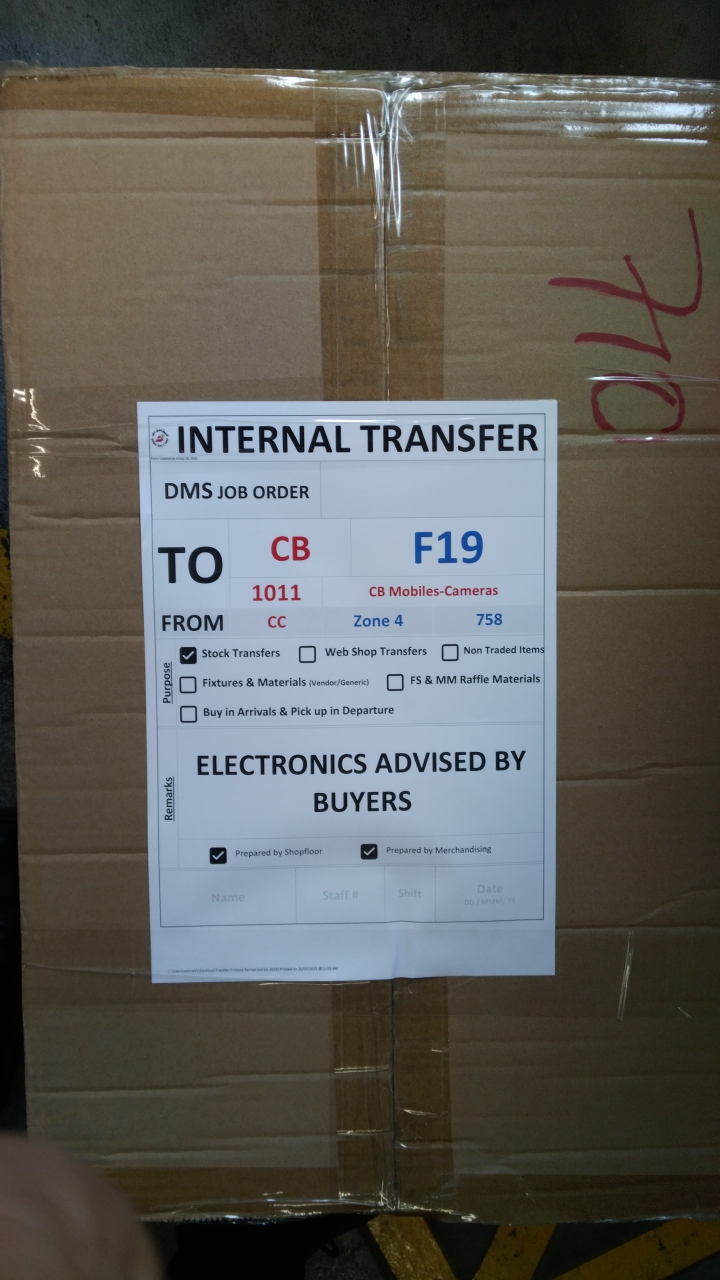 INTERNAL TRANSFER
DMS JOB ORDER
TO CB F19
1011 CB Mobiles-Cameras
FROM CC Zone 4 758
Purpose
Stock Transfers Web Shop Transfers Non Traded Items
Fixtures & Materials (Vendor/Generic) FS & MM Raffle Materials
Buy in Arrivals & Pick up in Departure
Remarks
ELECTRONICS ADVISED BY
BUYERS
Prepared by Shopfloor Prepared by Merchandising
Name Staff # Shift Date
DD / MMM/ YY
710